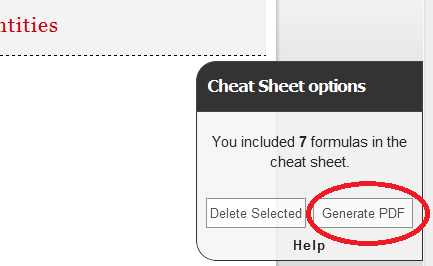 ntities
Cheat Sheet options
You included 7 formulas in the
cheat sheet.
Delete Selected Generate PDF
Help